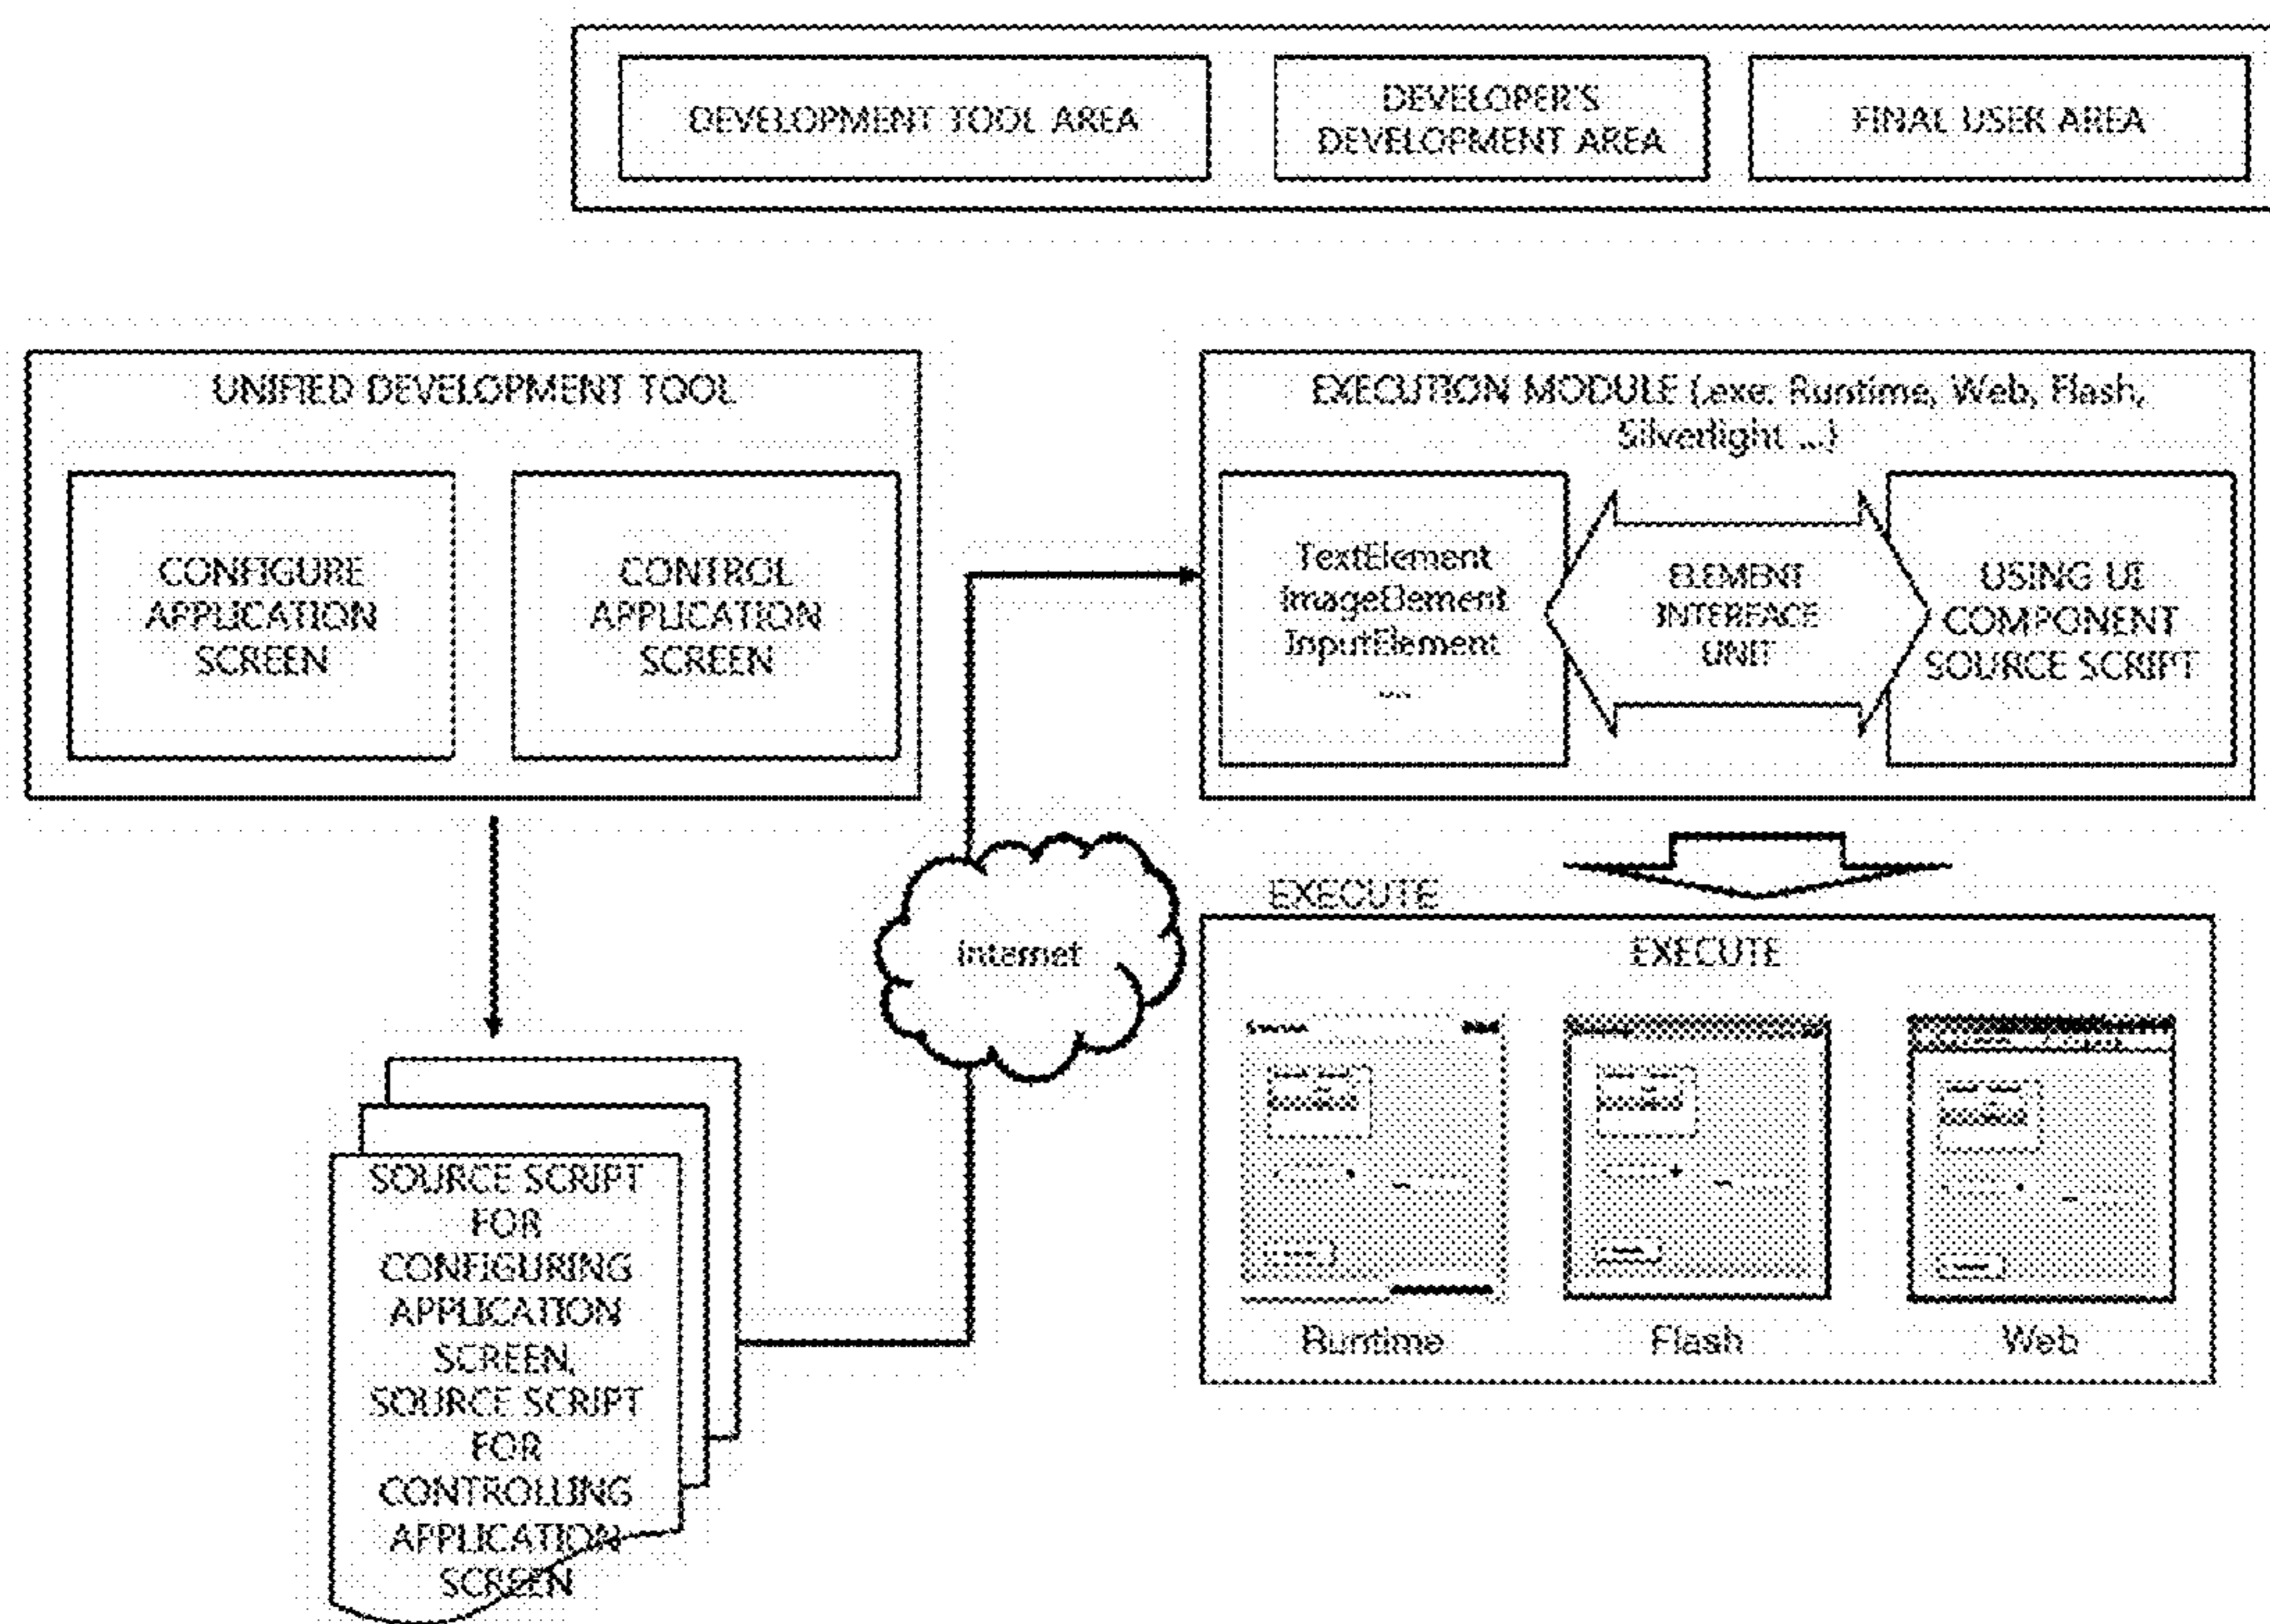 DEVELOPMENT TOOL AREA
DEVELOPER'S
DEVELOPMENT AREA
FINAL USER AREA
UNIFIED DEVELOPMENT TOOL
CONFIGURE
APPLICATION
SCREEN
CONTROL
APPLICATION
SCREEN
EXECUTION MODULE (.exe. Runtime, Web, Flash,
Silverlight ...)
TextElement
ImageElement
InputElement
....
ELEMENT
INTERFACE
UNIT
USING UI
COMPONENT
SOURCE SCRIPT
internet
EXECUTE
EXECUTE
Runtime
Flash
Web
SOURCE SCRIPT
FOR
CONFIGURING
APPLICATION
SCREEN,
SOURCE SCRIPT
FOR
CONTROLLING
APPLICATION
SCREEN